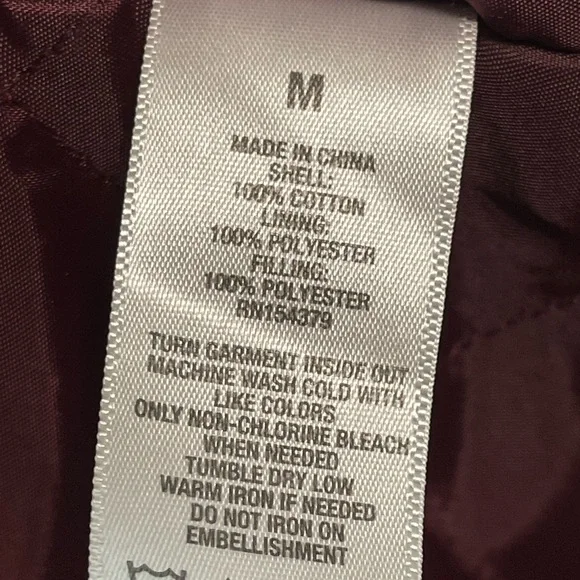 M
MADE IN CHINA
SHELL:
100% COTTON
LINING:
100% POLYESTER
FILLING:
100% POLYESTER
RN154379
TURN GARMENT INSIDE OUT
MACHINE WASH COLD WITH
LIKE COLORS
ONLY NON-CHLORINE BLEACH
WHEN NEEDED
TUMBLE DRY LOW
WARM IRON IF NEEDED
DO NOT IRON ON
EMBELLISHMENT